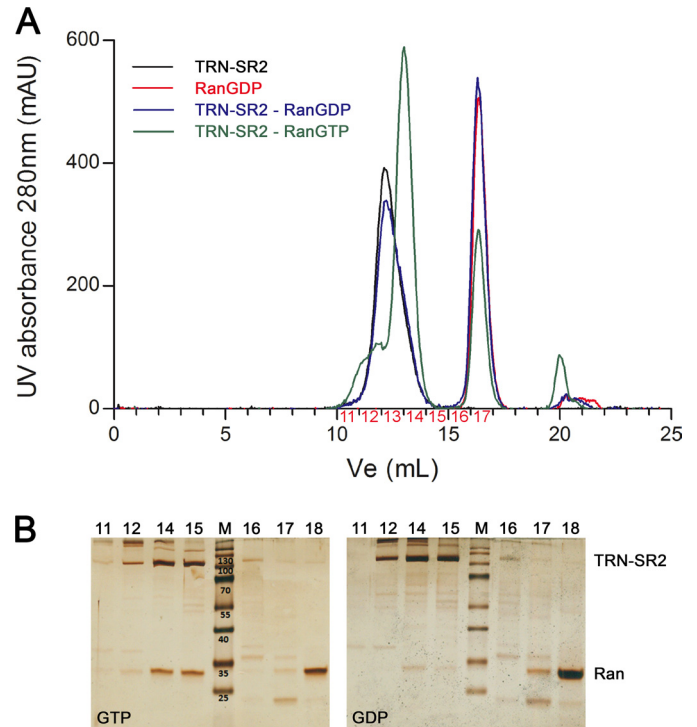 A
UV absorbance 280nm (mAU)
600
400
200
0
TRN-SR2
RanGDP
TRN-SR2 - RanGDP
TRN-SR2 - RanGTP
11 12 13 14 15 16 17
0 5 10 15 20 25
Ve (mL)
B
11 12 14 15 M 16 17 18
130
100
70
55
40
35
25
GTP
11 12 14 15 M 16 17 18
GDP
TRN-SR2
Ran